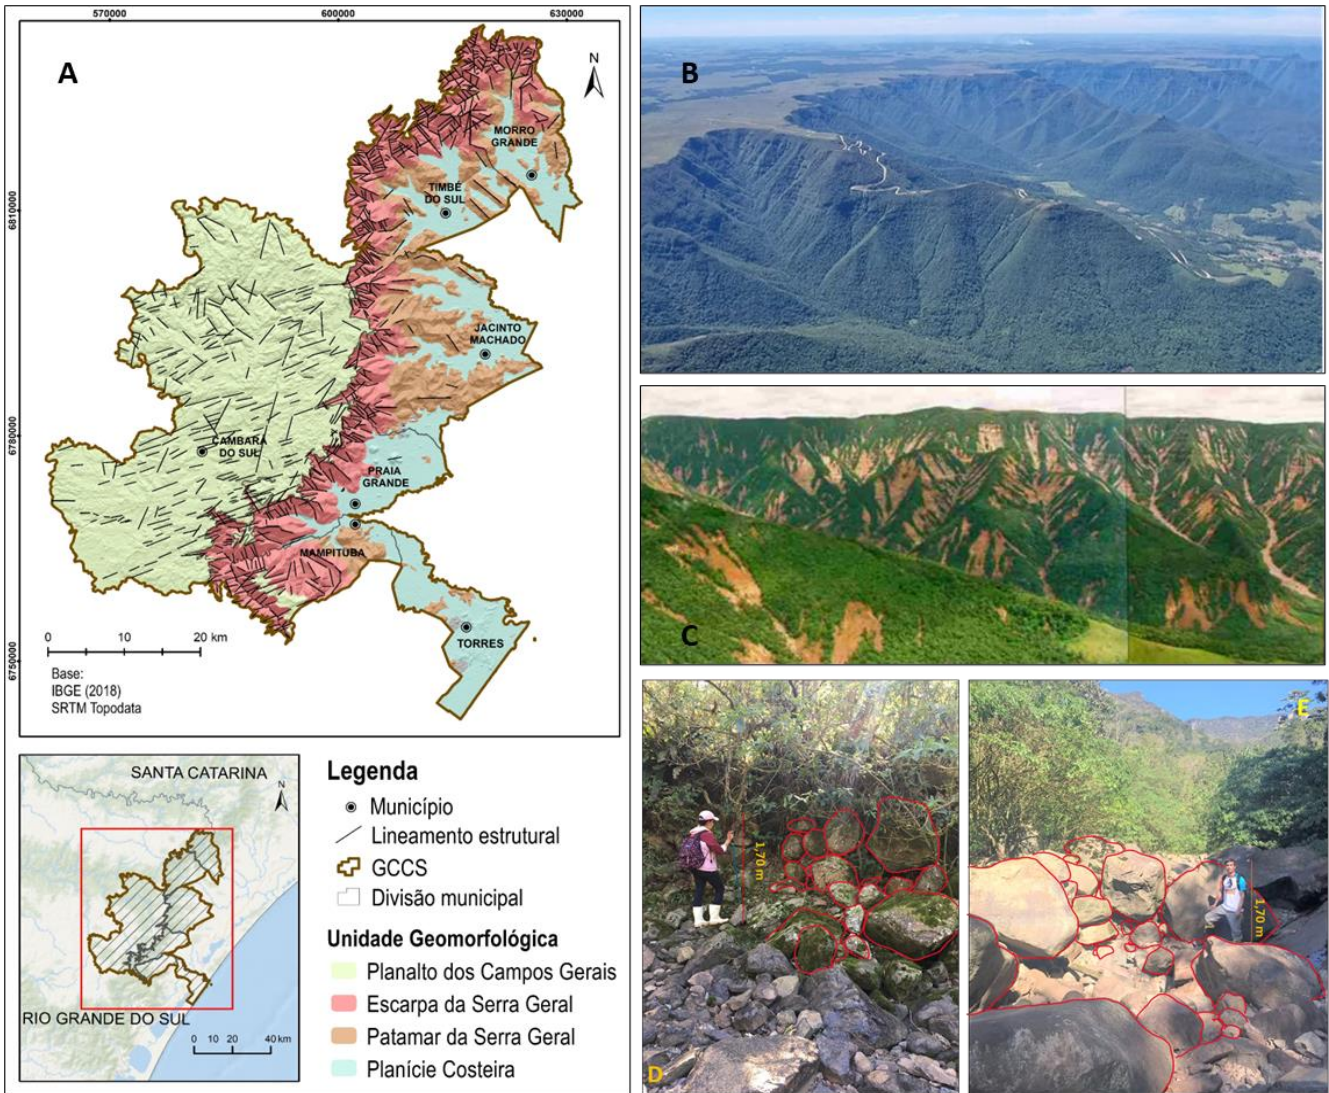 570000
600000
630000
A
N
MORRO
GRANDE
TIMBÉ
DO SUL
6810000
JACINTO
MACHADO
6780000
CAMBARÁ
DO SUL
PRAIA
GRANDE
MAMPITUBA
TORRES
0 10 20 km
6750000
Base:
IBGE (2018)
SRTM Topodata
SANTA CATARINA
N
RIO GRANDE DO SUL
0 10 20 40 km
Legenda
Município
Lineamento estrutural
GCCS
Divisão municipal
Unidade Geomorfológica
Planalto dos Campos Gerais
Escarpa da Serra Geral
Patamar da Serra Geral
Planície Costeira
B
C
1,70 m
D
E
1,70 m